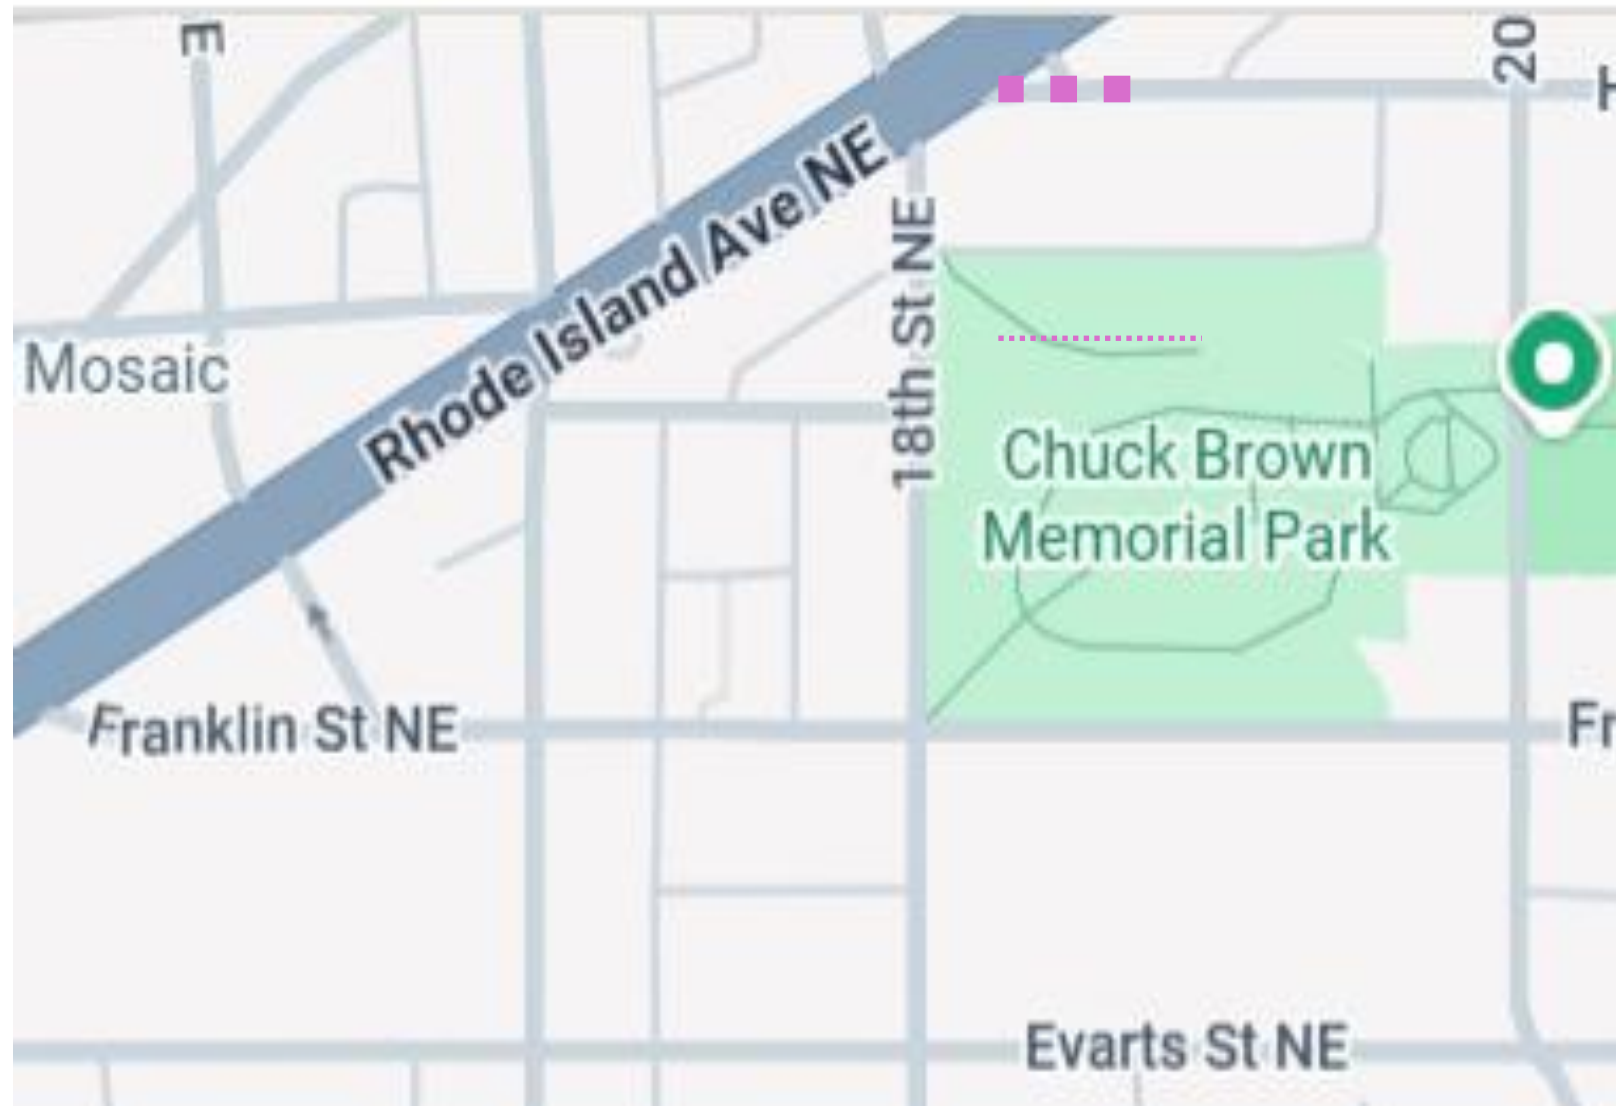 E
20
H
Rhode Island Ave NE
18th St NE
Mosaic
Chuck Brown
Memorial Park
Franklin St NE
Fr
Evarts St NE